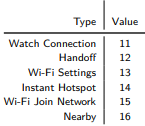 Type Value
Watch Connection 11
Handoff 12
Wi-Fi Settings 13
Instant Hotspot 14
Wi-Fi Join Network 15
Nearby 16